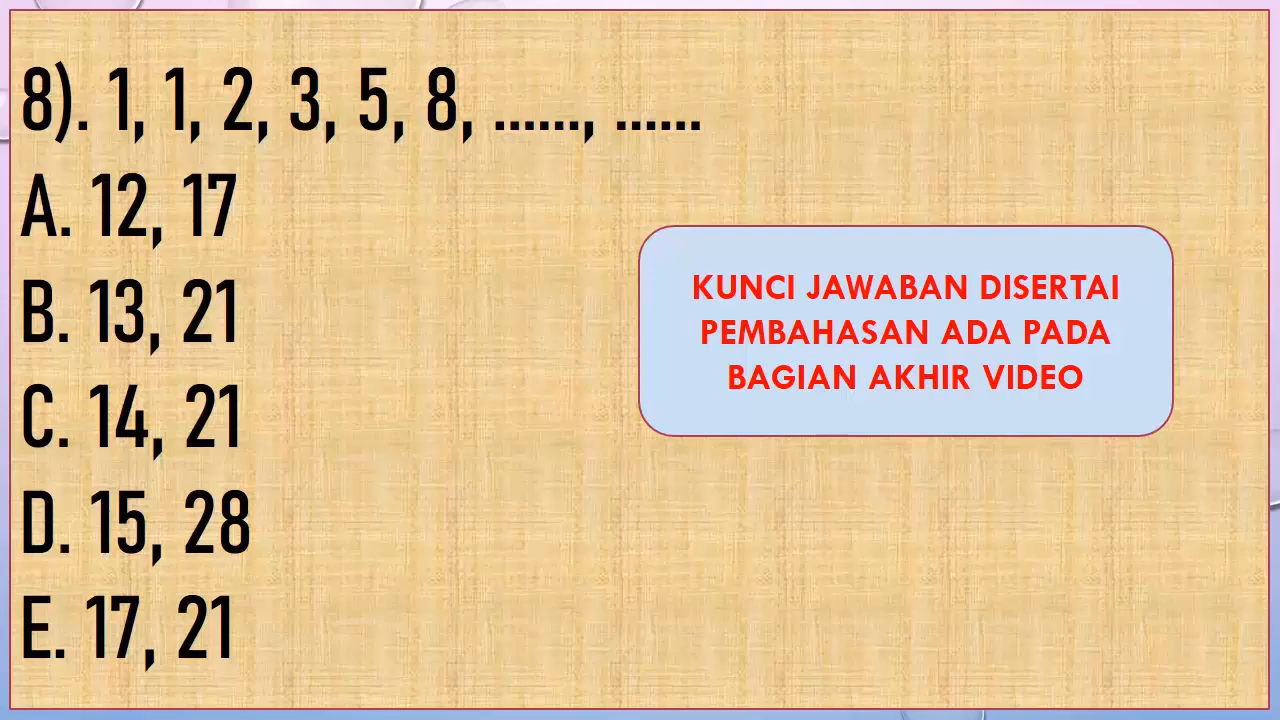 8). 1, 1, 2, 3, 5, 8, ......, ......
A. 12, 17
B. 13, 21
C. 14, 21
D. 15, 28
E. 17, 21
KUNCI JAWABAN DISERTAI
PEMBAHASAN ADA PADA
BAGIAN AKHIR VIDEO